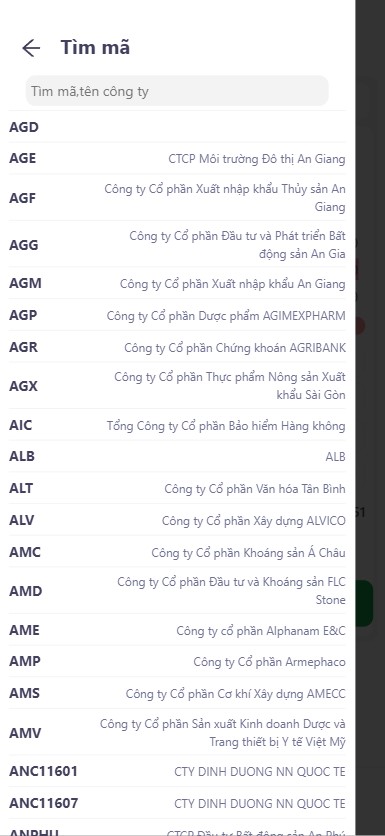 Tìm mã
Tìm mã,tên công ty
AGD
AGE CTCP Môi trường Đô thị An Giang
AGF Công ty Cổ phần Xuất nhập khẩu Thủy sản An
Giang
AGG Công ty Cổ phần Đầu tư và Phát triển Bất
động sản An Gia
AGM Công ty Cổ phần Xuất nhập khẩu An Giang
AGP Công ty Cổ phần Dược phẩm AGIMEXPHARM
AGR Công ty Cổ phần Chứng khoán AGRIBANK
AGX Công ty Cổ phần Thực phẩm Nông sản Xuất
khẩu Sài Gòn
AIC Tổng Công ty Cổ phần Bảo hiểm Hàng không
ALB ALB
ALT Công ty Cổ phần Văn hóa Tân Bình
ALV Công ty Cổ phần Xây dựng ALVICO
AMC Công ty Cổ phần Khoáng sản Á Châu
AMD Công ty Cổ phần Đầu tư và Khoáng sản FLC
Stone
AME Công ty cổ phần Alphanam E&C
AMP Công ty Cổ phần Armephaco
AMS Công ty Cổ phần Cơ khí Xây dựng AMECC
AMV Công ty Cổ phần Sản xuất Kinh doanh Dược và
Trang thiết bị Y tế Việt Mỹ
ANC11601 CTY DINH DUONG NN QUOC TE
ANC11607 CTY DINH DUONG NN QUOC TE
ANPHU CTCP Đầu tư Bất động sản An Phú